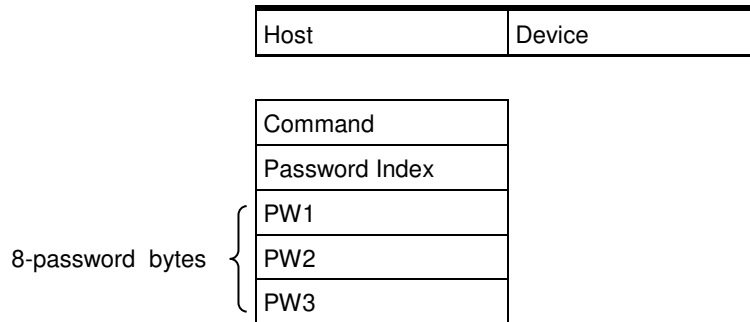 Host Device
Command
Password Index
PW1
8-password bytes PW2
PW3